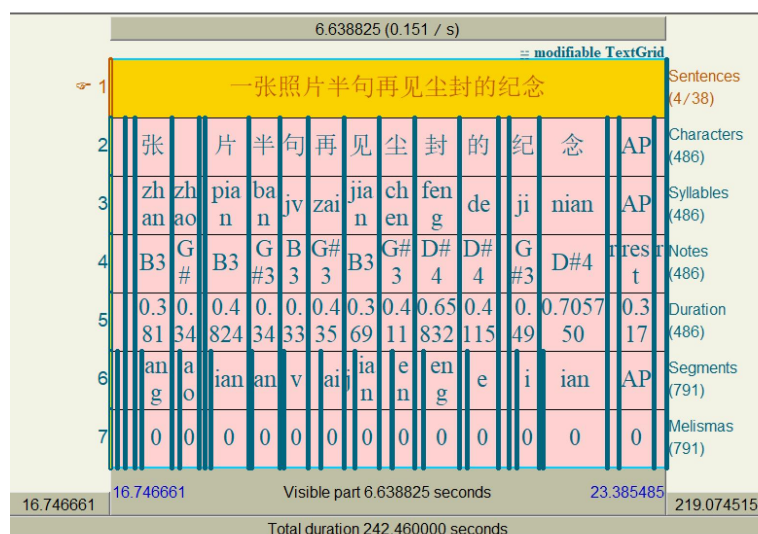 6.638825 (0.151 / s)
modifiable TextGrid
1 一张照片半句再见尘封的纪念 Sentences (4/38)
2 张 片 半 句 再 见 尘 封 的 纪 念 AP Characters (486)
3 zhan zhao pian ban jv zai jian chen feng de ji nian AP Syllables (486)
4 B3 G# B3 G#3 B3 G#3 B3 G#3 D#4 D#4 G#3 D#4 rest Notes (486)
5 0.381 0.34 0.4824 0.34 0.33 0.435 0.369 0.411 0.65832 0.4115 0.49 0.705750 0.317 Duration (486)
6 ang ao ian an v ai j ian en eng e i ian AP Segments (791)
7 0 0 0 0 0 0 0 0 0 0 0 0 0 Melismas (791)
16.746661 Visible part 6.638825 seconds 23.385485
16.746661 219.074515
Total duration 242.460000 seconds